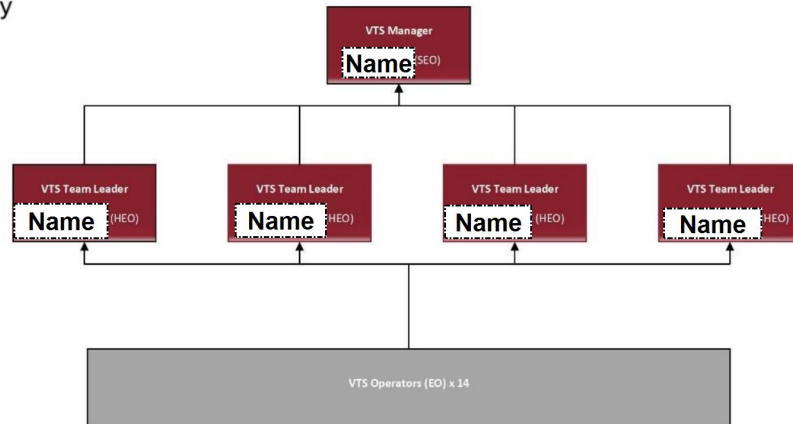 y
VTS Manager
Name (SEO)
VTS Team Leader
Name (HEO)
VTS Team Leader
Name HEO)
VTS Team Leader
Name (HEO)
VTS Team Leader
Name HEO)
VTS Operators (EO) x 14